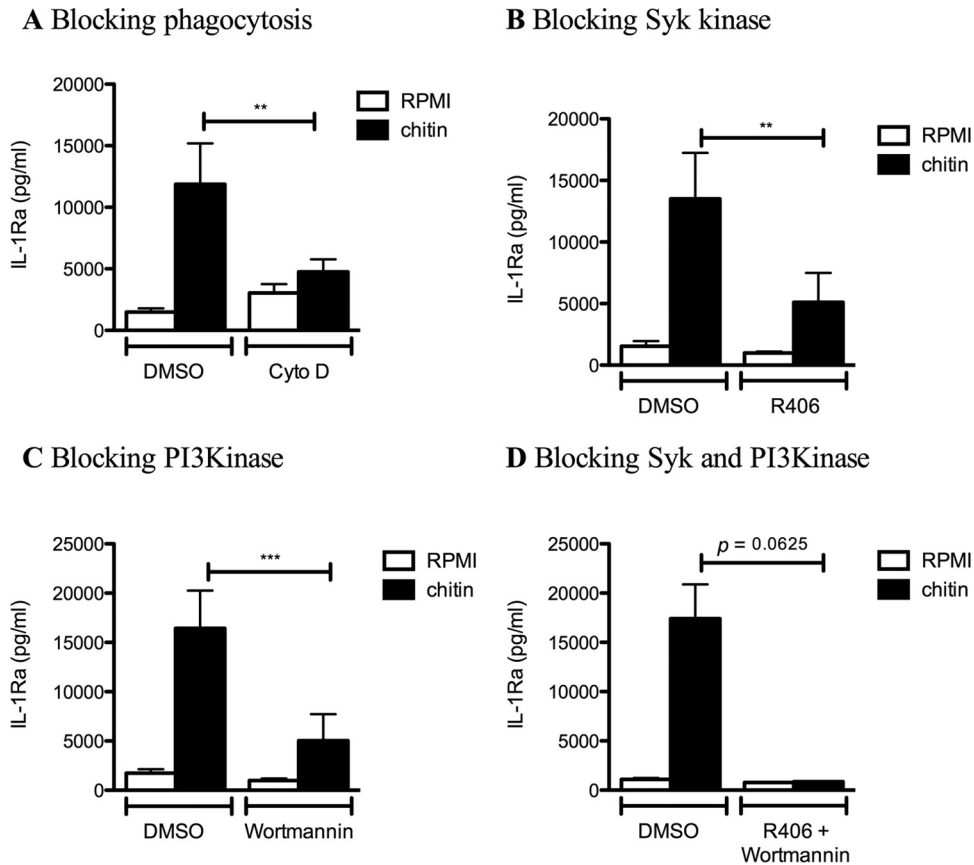 A Blocking phagocytosis
20000
15000
10000
5000
0
IL-1Ra (pg/ml)
**
RPMI
chitin
DMSO
Cyto D
B Blocking Syk kinase
20000
15000
10000
5000
0
IL-1Ra (pg/ml)
**
RPMI
chitin
DMSO
R406
C Blocking PI3Kinase
25000
20000
15000
10000
5000
0
IL-1Ra (pg/ml)
***
RPMI
chitin
DMSO
Wortmannin
D Blocking Syk and PI3Kinase
25000
20000
15000
10000
5000
0
IL-1Ra (pg/ml)
p = 0.0625
RPMI
chitin
DMSO
R406 +
Wortmannin